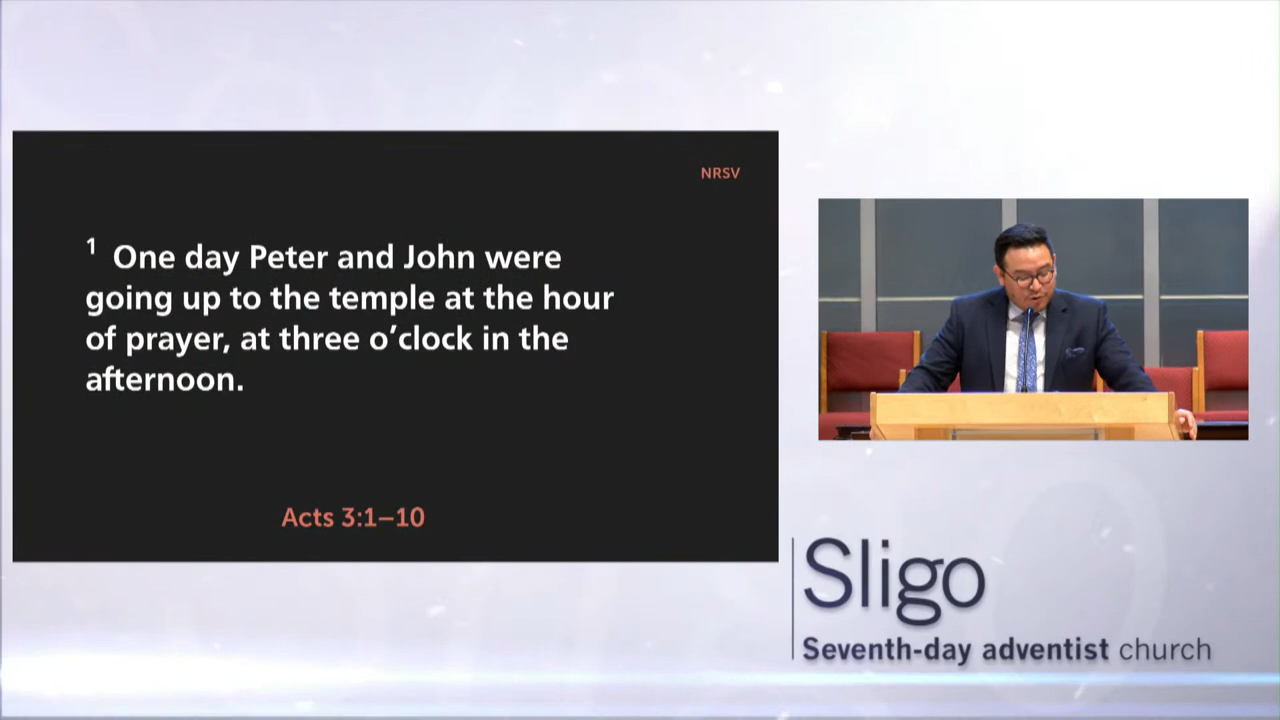 NRSV
1 One day Peter and John were
going up to the temple at the hour
of prayer, at three o’clock in the
afternoon.
Acts 3:1–10
Sligo
Seventh-day adventist church